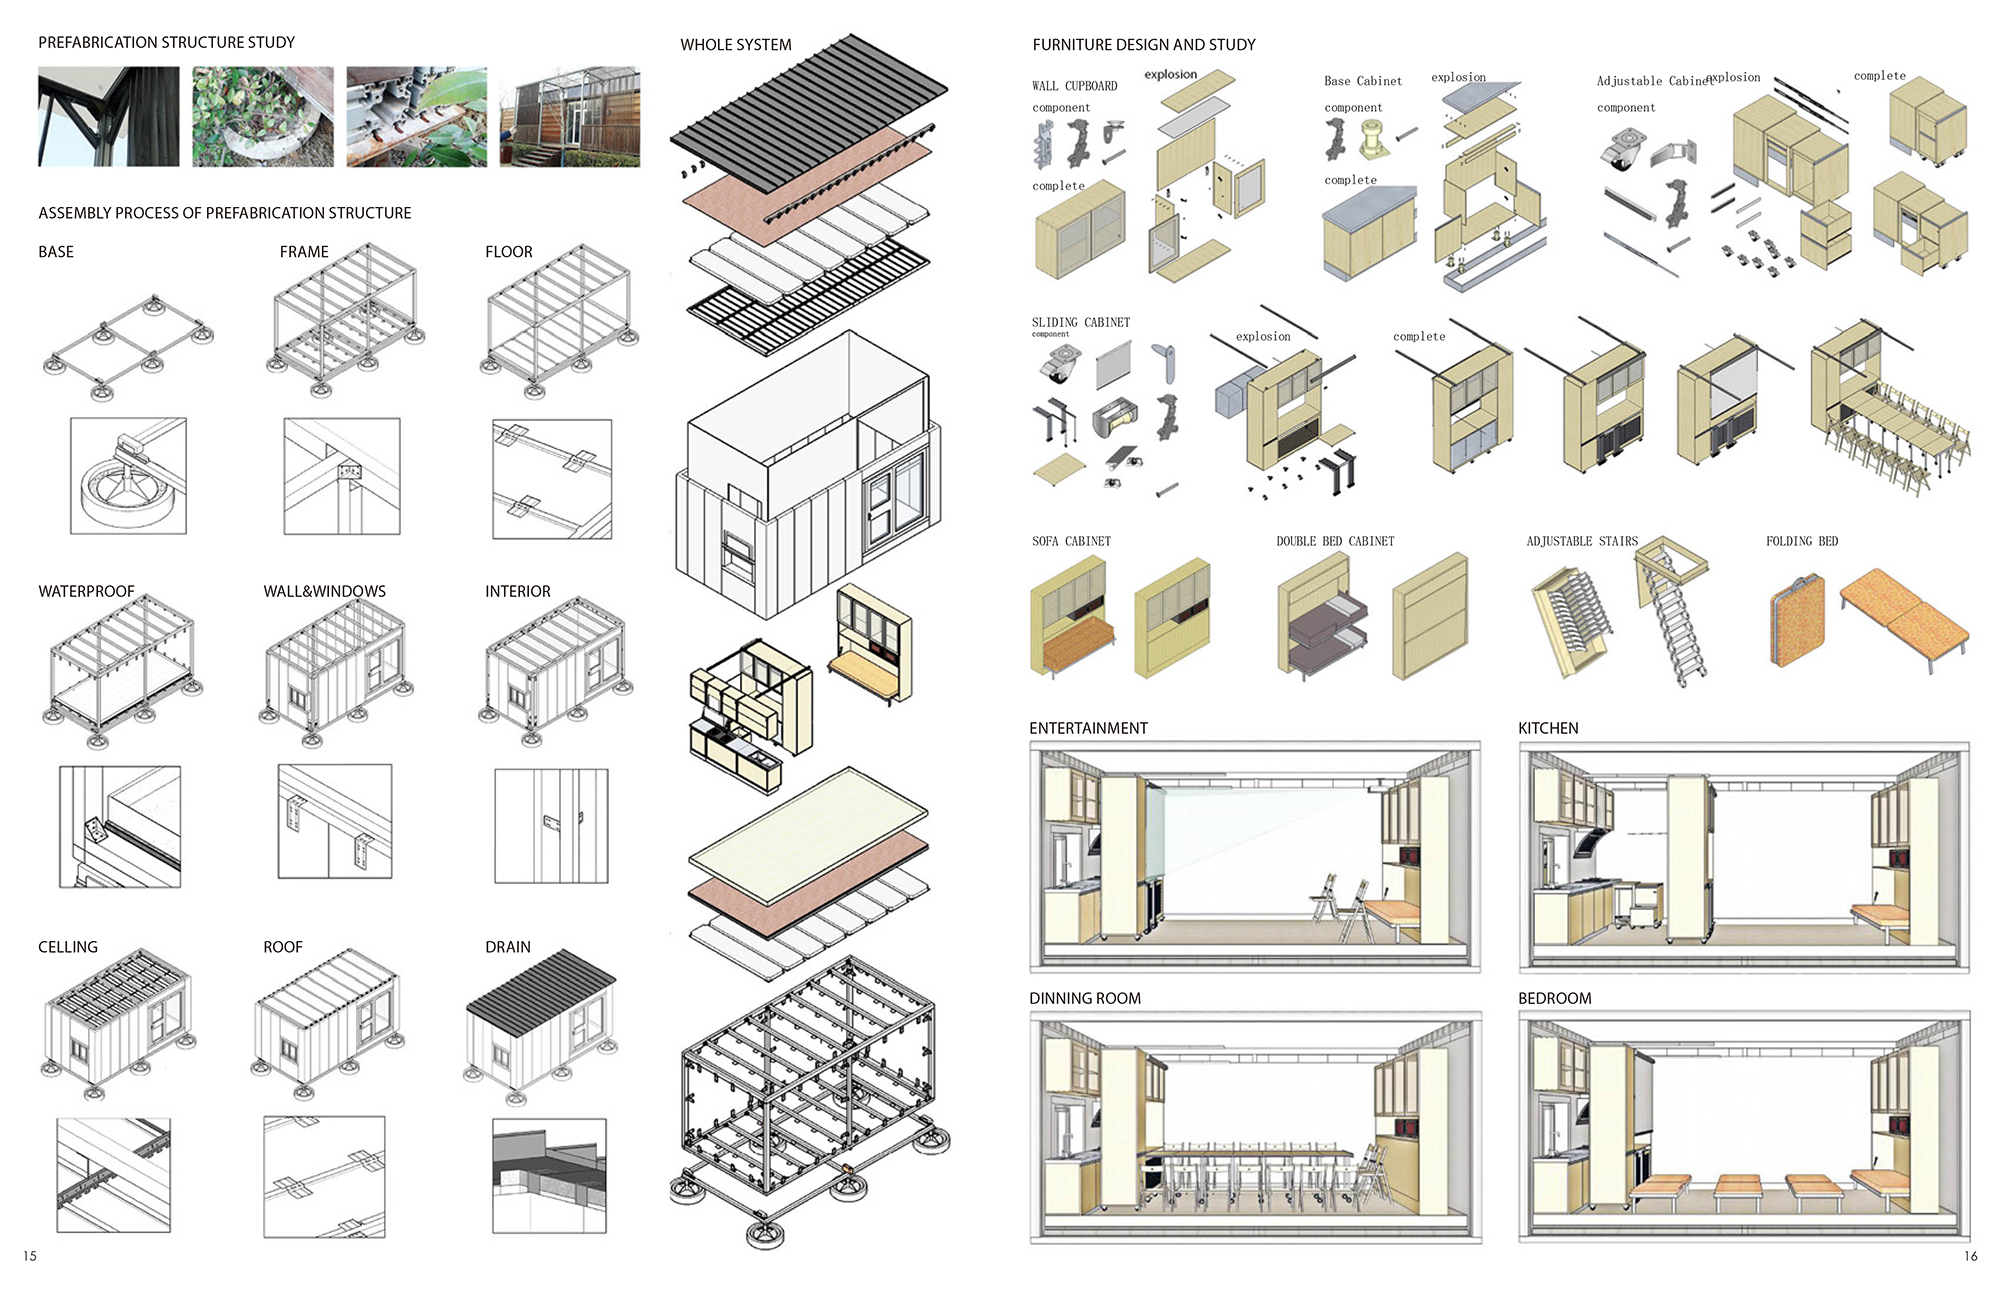 PREFABRICATION STRUCTURE STUDY
ASSEMBLY PROCESS OF PREFABRICATION STRUCTURE
BASE
FRAME
FLOOR
WATERPROOF
WALL&WINDOWS
INTERIOR
CELLING
ROOF
DRAIN
15
WHOLE SYSTEM
FURNITURE DESIGN AND STUDY
WALL CUPBOARD
component
explosion
complete
Base Cabinet
component
explosion
complete
Adjustable Cabinet
component
explosion
complete
SLIDING CABINET
component
explosion
complete
SOFA CABINET
DOUBLE BED CABINET
ADJUSTABLE STAIRS
FOLDING BED
ENTERTAINMENT
KITCHEN
DINNING ROOM
BEDROOM
16